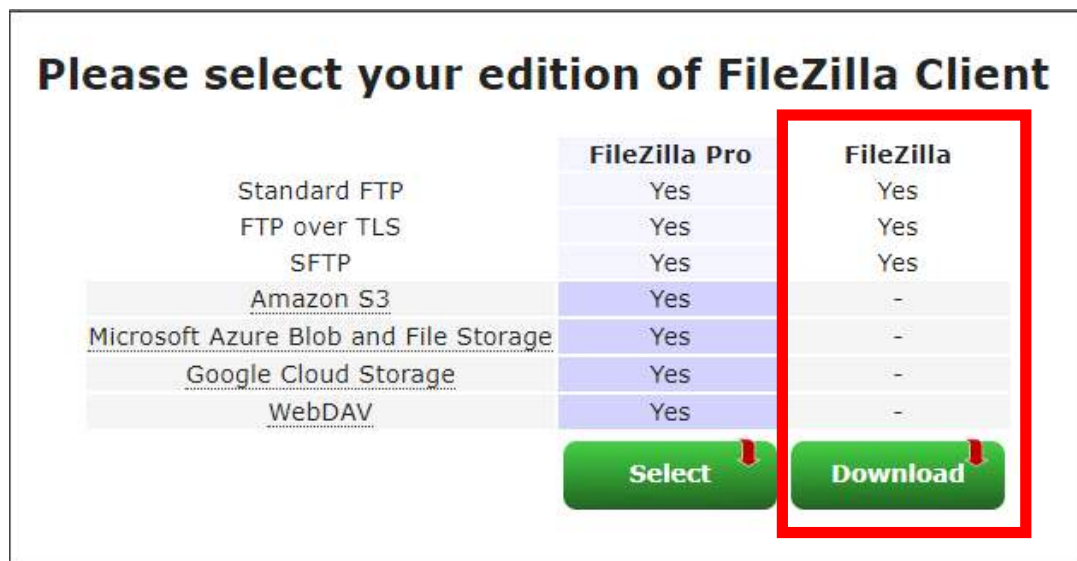 Please select your edition of FileZilla Client
FileZilla Pro FileZilla
Standard FTP Yes Yes
FTP over TLS Yes Yes
SFTP Yes Yes
Amazon S3 Yes -
Microsoft Azure Blob and File Storage Yes -
Google Cloud Storage Yes -
WebDAV Yes -
Select Download